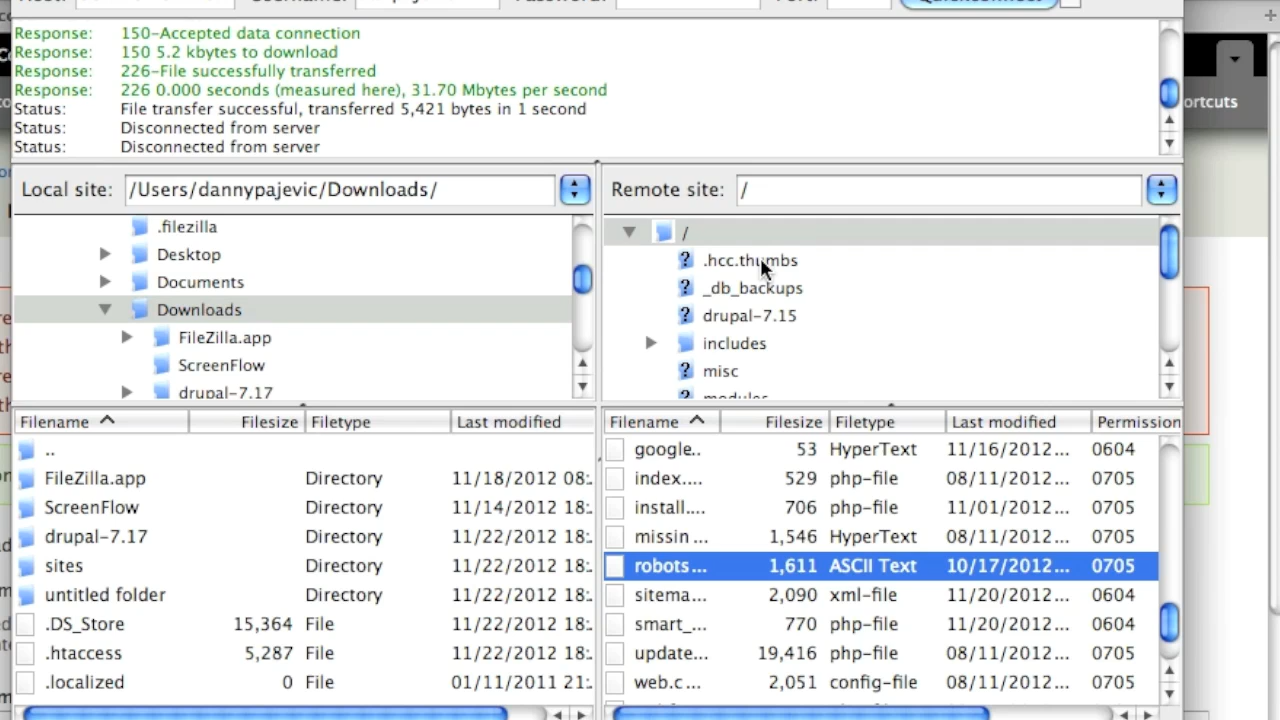 Response: 150-Accepted data connection
Response: 150 5.2 kbytes to download
Response: 226-File successfully transferred
Response: 226 0.000 seconds (measured here), 31.70 Mbytes per second
Status: File transfer successful, transferred 5,421 bytes in 1 second
Status: Disconnected from server
Status: Disconnected from server
ortcuts
Local site: /Users/dannypajevic/Downloads/
Remote site: /
.filezilla
Desktop
Documents
Downloads
FileZilla.app
ScreenFlow
drupal-7.17
/
.hcc.thumbs
_db_backups
drupal-7.15
includes
misc
modules
Filename Filesize Filetype Last modified
..
FileZilla.app Directory 11/18/2012 08:
ScreenFlow Directory 11/14/2012 18:
drupal-7.17 Directory 11/22/2012 18:
sites Directory 11/22/2012 18:
untitled folder Directory 11/22/2012 18:
.DS_Store 15,364 File 11/22/2012 18:
.htaccess 5,287 File 11/22/2012 18:
.localized 0 File 01/11/2011 21:
Filename Filesize Filetype Last modified Permission
google.. 53 HyperText 11/16/2012... 0604
index.... 529 php-file 08/11/2012... 0705
install.... 706 php-file 11/01/2012... 0705
missin... 1,546 HyperText 08/11/2012... 0705
robots... 1,611 ASCII Text 10/17/2012... 0705
sitema... 2,090 xml-file 11/20/2012... 0604
smart_... 770 php-file 11/20/2012... 0604
update... 19,416 php-file 08/11/2012... 0705
web.c... 2,051 config-file 08/11/2012... 0705